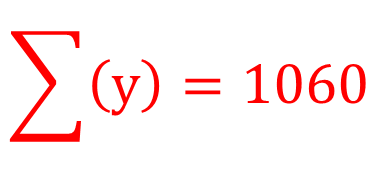 ∑(y) = 1060